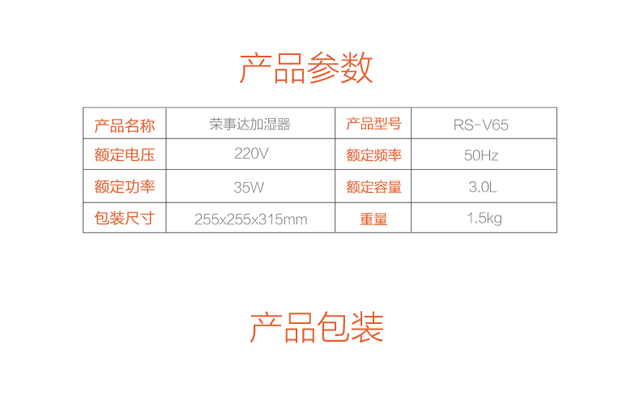 产品参数
产品名称 荣事达加湿器 产品型号 RS-V65
额定电压 220V 额定频率 50Hz
额定功率 35W 额定容量 3.0L
包装尺寸 255x255x315mm 重量 1.5kg
产品包装